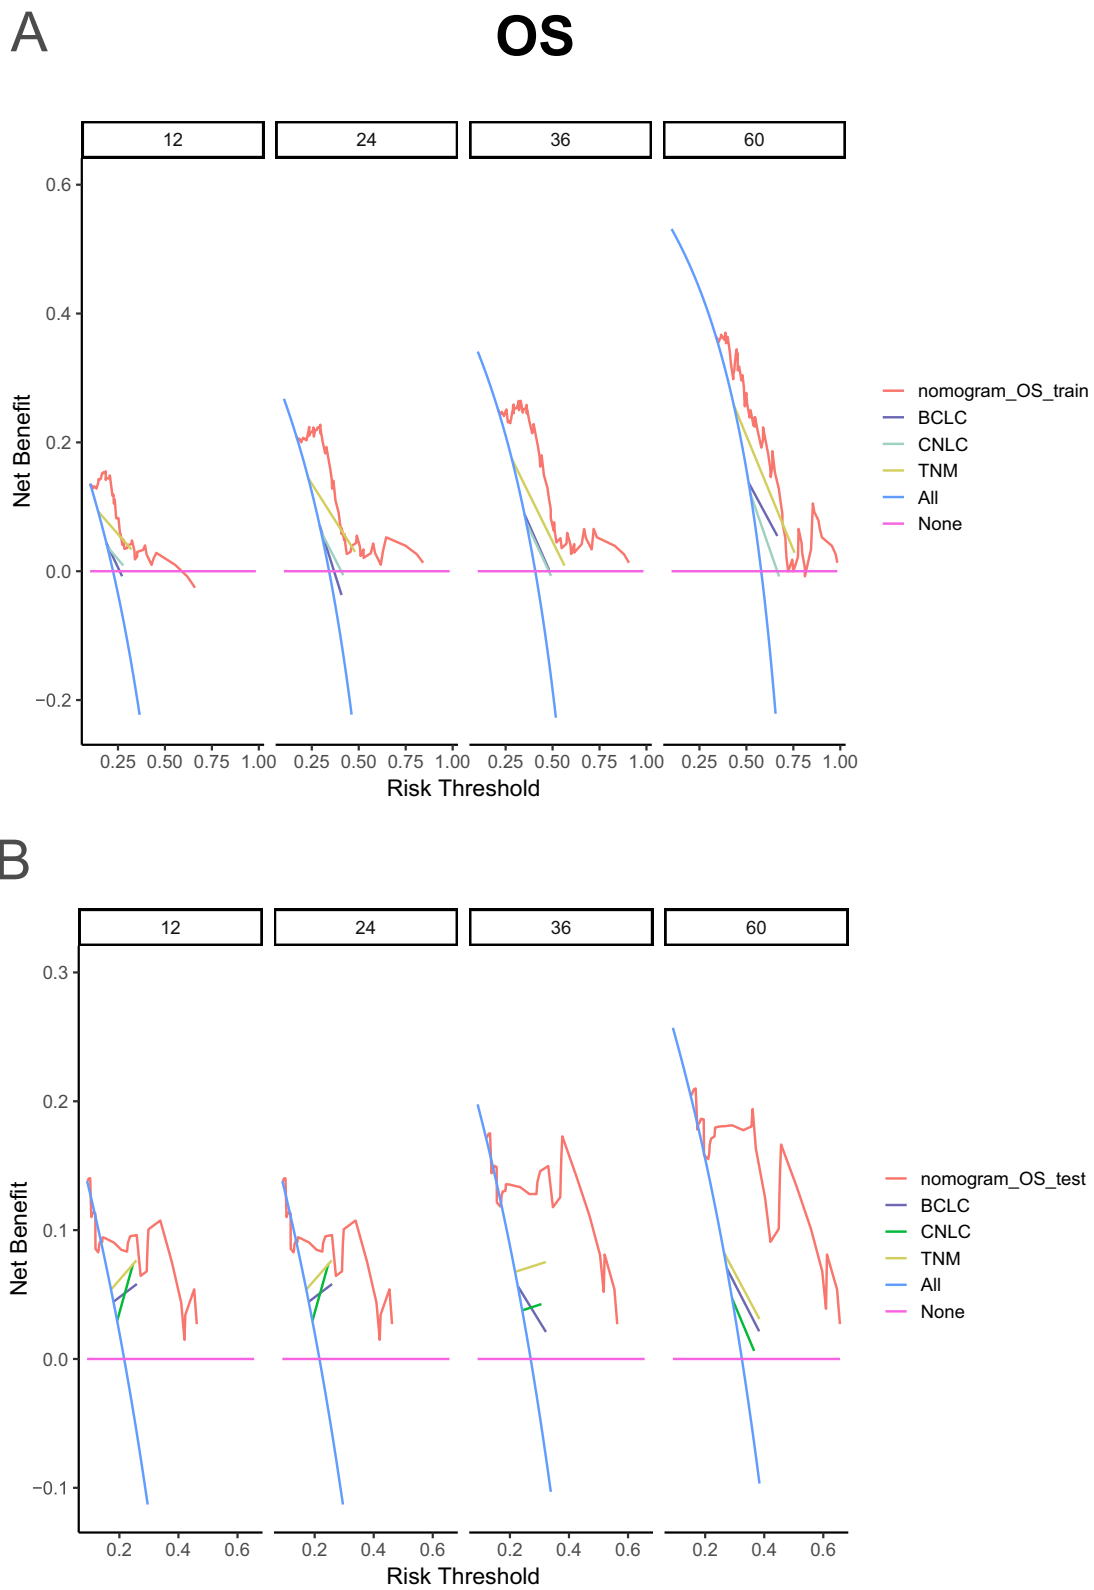 A
OS
12 24 36 60
0.6
0.4
0.2
0.0
−0.2
Net Benefit
0.25 0.50 0.75 1.00 0.25 0.50 0.75 1.00 0.25 0.50 0.75 1.00 0.25 0.50 0.75 1.00
Risk Threshold
nomogram_OS_train
BCLC
CNLC
TNM
All
None
B
12 24 36 60
0.3
0.2
0.1
0.0
−0.1
Net Benefit
0.2 0.4 0.6 0.2 0.4 0.6 0.2 0.4 0.6 0.2 0.4 0.6
Risk Threshold
nomogram_OS_test
BCLC
CNLC
TNM
All
None